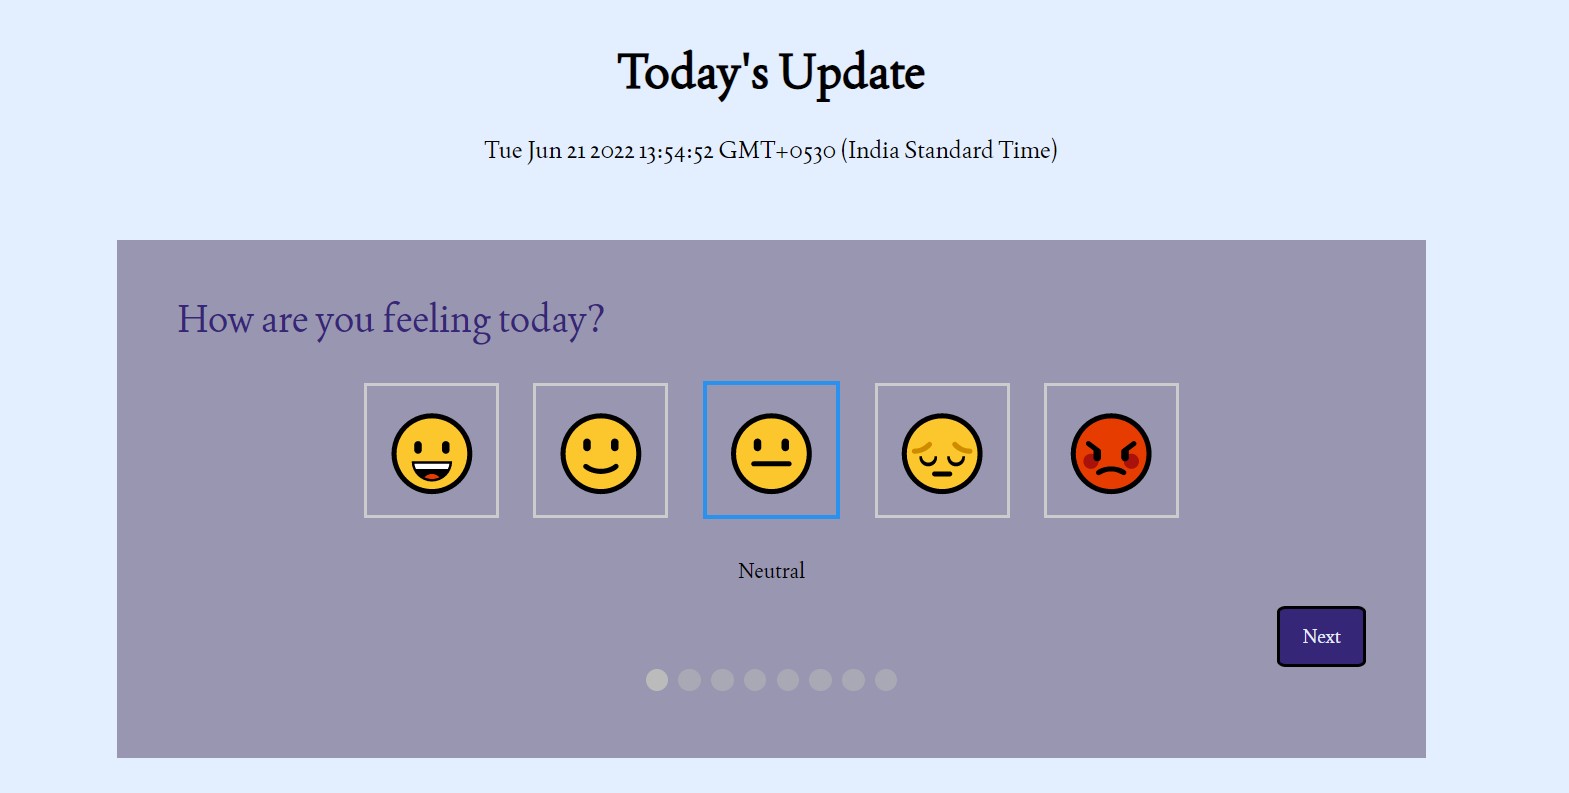 Today's Update
Tue Jun 21 2022 13:54:52 GMT+0530 (India Standard Time)
How are you feeling today?
Neutral
Next